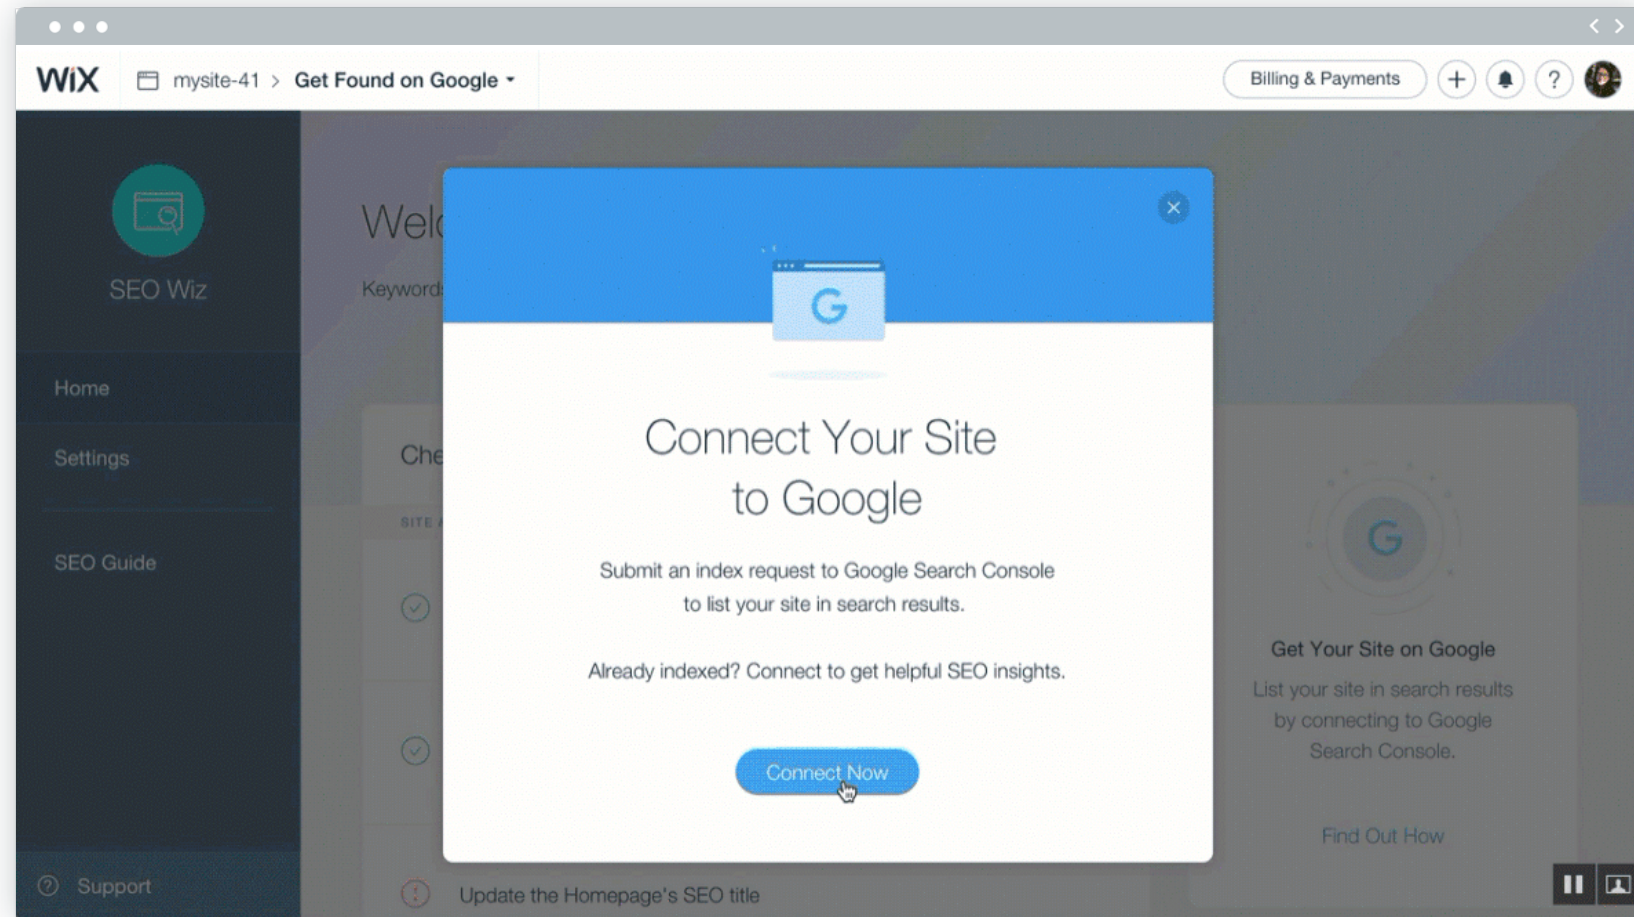 WiX
mysite-41 > Get Found on Google
Billing & Payments
?
SEO Wiz
Home
Settings
SEO Guide
Support
Keywords
SITE
G
Connect Your Site
to Google
Submit an index request to Google Search Console
to list your site in search results.
Already indexed? Connect to get helpful SEO insights.
Connect Now
Update the Homepage's SEO title
G
Get Your Site on Google
List your site in search results
by connecting to Google
Search Console.
Find Out How